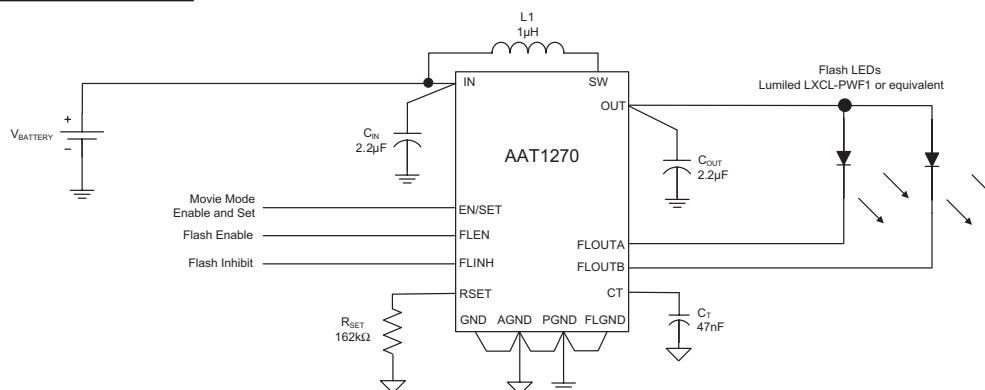 L1
1μH
IN
SW
Flash LEDs
Lumiled LXCL-PWF1 or equivalent
OUT
+
V_BATTERY
−
C_IN
2.2μF
AAT1270
C_OUT
2.2μF
Movie Mode
Enable and Set
EN/SET
Flash Enable
FLEN
FLOUTA
Flash Inhibit
FLINH
FLOUTB
RSET
CT
R_SET
162kΩ
GND AGND PGND FLGND
C_T
47nF